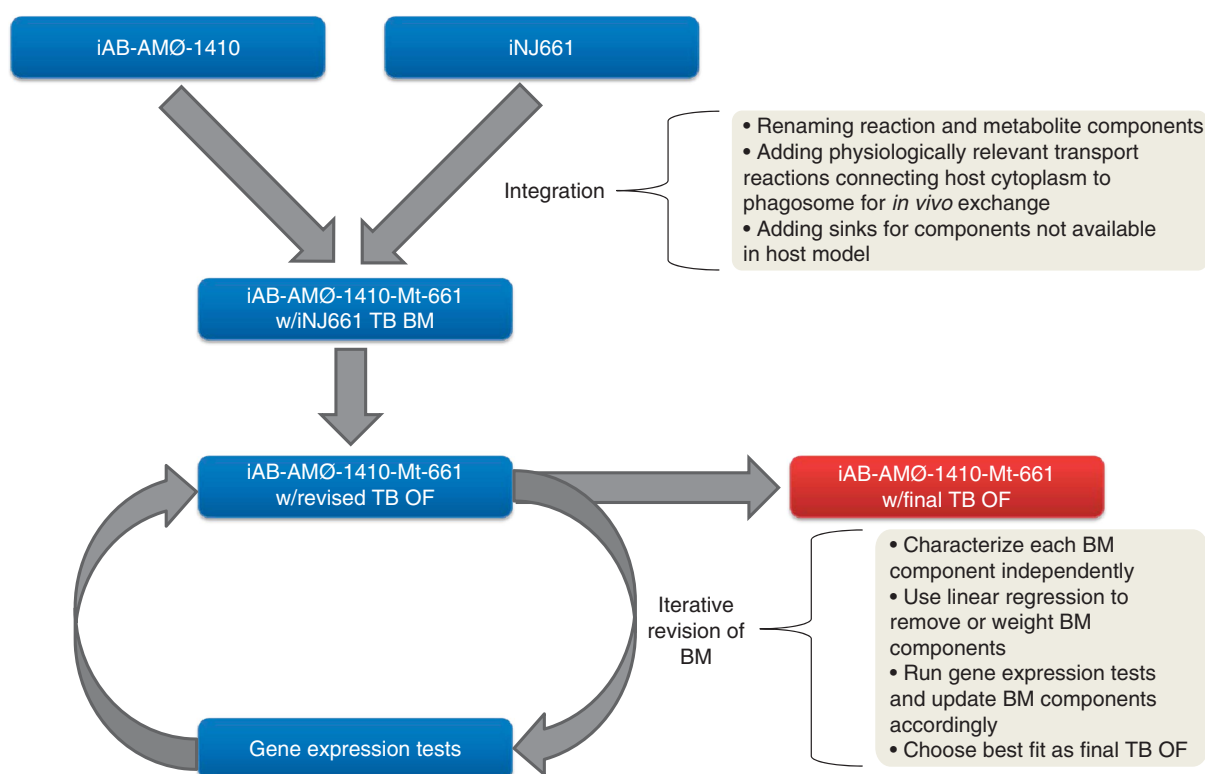 iAB-AMØ-1410
iNJ661
Integration
• Renaming reaction and metabolite components
• Adding physiologically relevant transport
reactions connecting host cytoplasm to
phagosome for in vivo exchange
• Adding sinks for components not available
in host model
iAB-AMØ-1410-Mt-661
w/iNJ661 TB BM
iAB-AMØ-1410-Mt-661
w/revised TB OF
iAB-AMØ-1410-Mt-661
w/final TB OF
Iterative
revision of
BM
• Characterize each BM
component independently
• Use linear regression to
remove or weight BM
components
• Run gene expression tests
and update BM components
accordingly
• Choose best fit as final TB OF
Gene expression tests